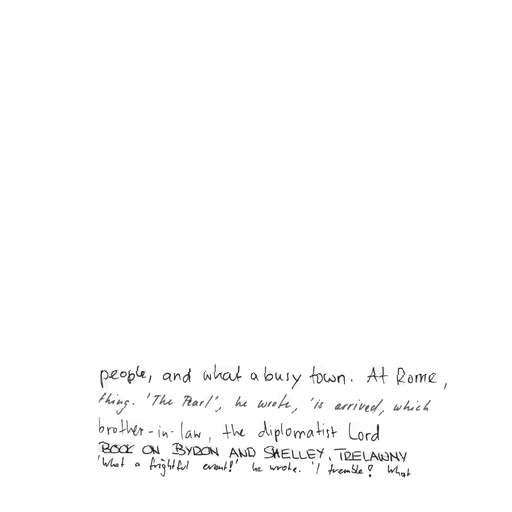 people, and what a busy town. At Rome,
thing. 'The Pearl', he wrote, 'is arrived, which
brother-in-law, the diplomatist Lord
BOOK ON BYRON AND SHELLEY, TRELAWNY
'What a frightful event!' he wrote. 'I tremble! What